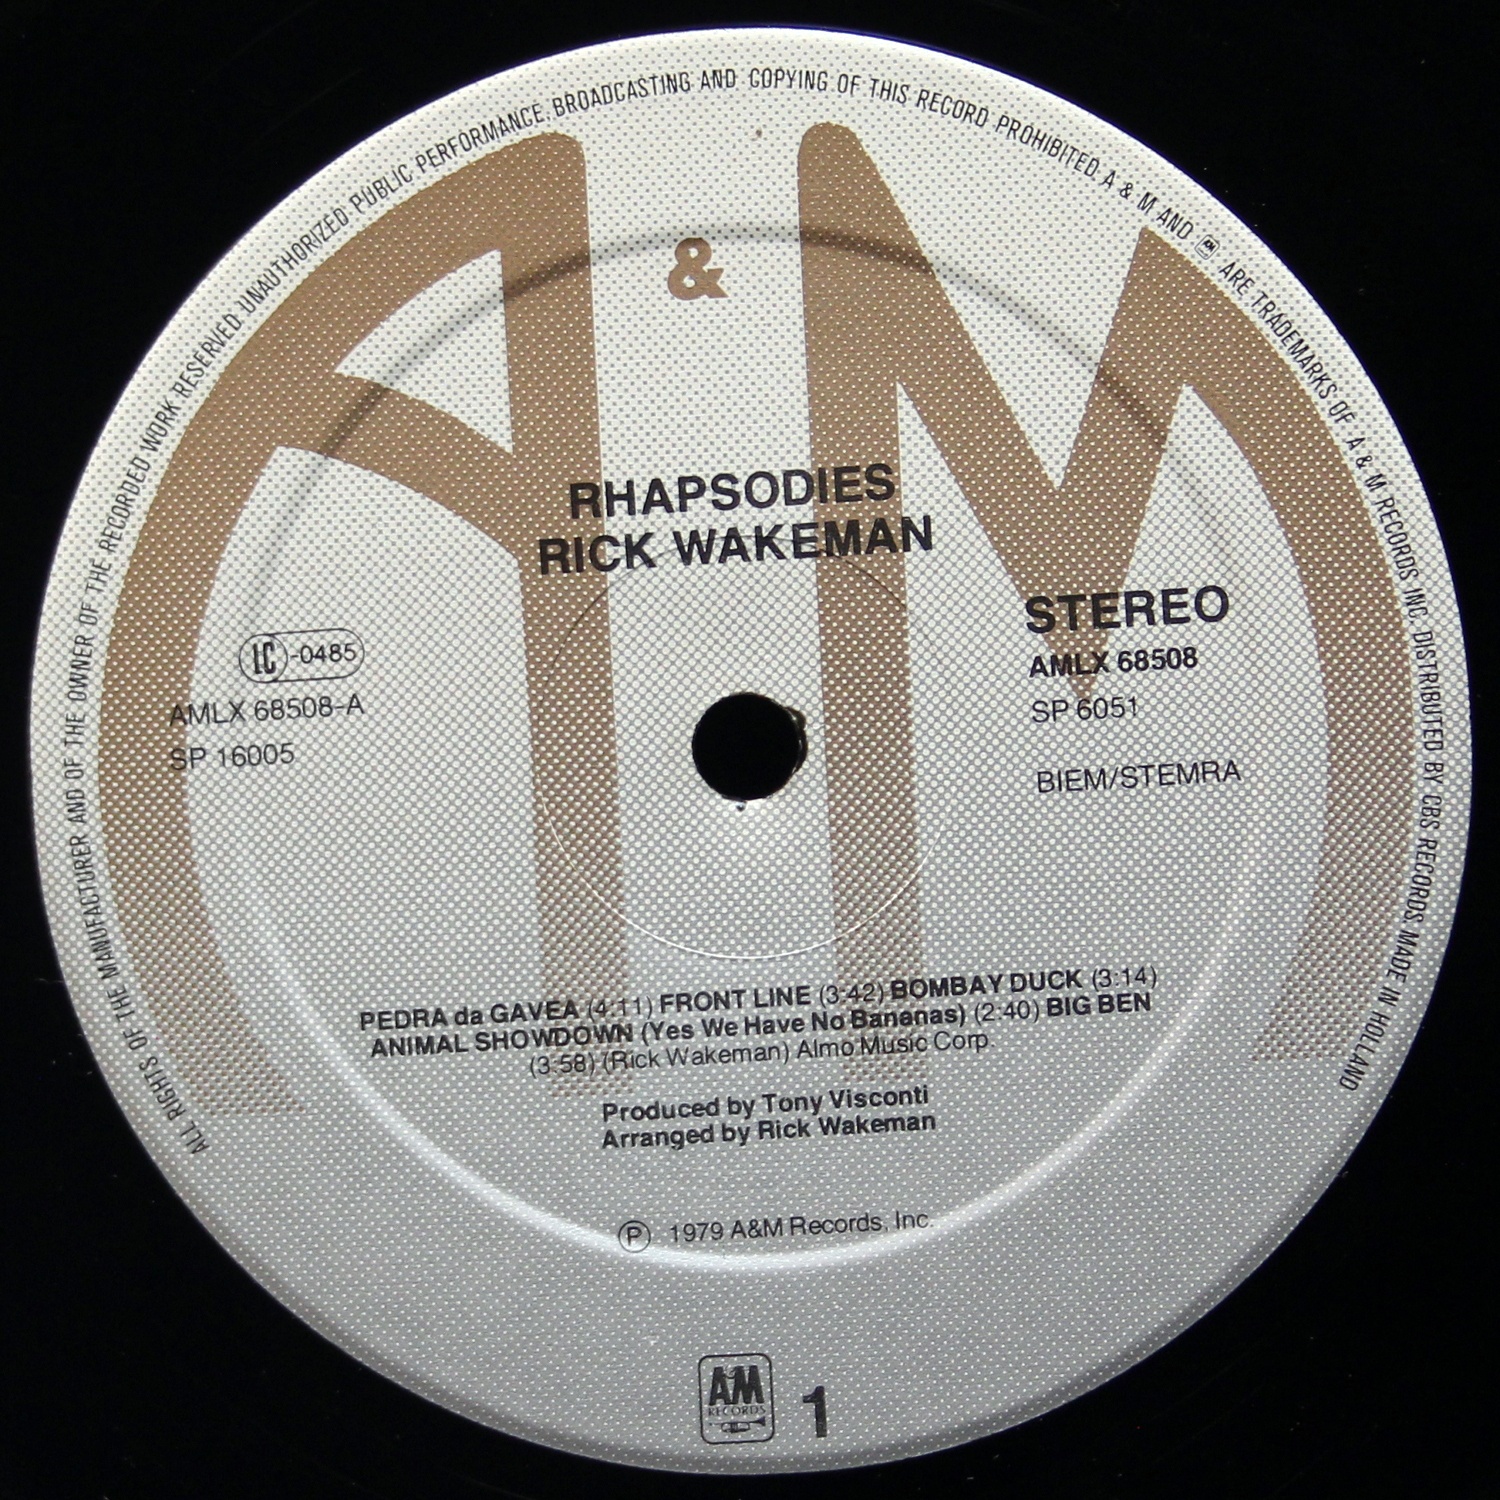 ALL RIGHTS OF THE MANUFACTURER AND OF THE OWNER OF THE RECORDED WORK RESERVED. UNAUTHORIZED PUBLIC PERFORMANCE, BROADCASTING AND COPYING OF THIS RECORD PROHIBITED. A & M AND AM ARE TRADEMARKS OF A & M RECORDS INC. DISTRIBUTED BY CBS RECORDS. MADE IN HOLLAND
A & M
RHAPSODIES
RICK WAKEMAN
STEREO
AMLX 68508
SP 6051
BIEM/STEMRA
LC-0485
AMLX 68508-A
SP 16005
PEDRA da GAVEA (4:11) FRONT LINE (3:42) BOMBAY DUCK (3:14)
ANIMAL SHOWDOWN (Yes We Have No Bananas) (2:40) BIG BEN
(3:58) (Rick Wakeman) Almo Music Corp.
Produced by Tony Visconti
Arranged by Rick Wakeman
Ⓟ 1979 A&M Records, Inc.
AM
RECORDS
1